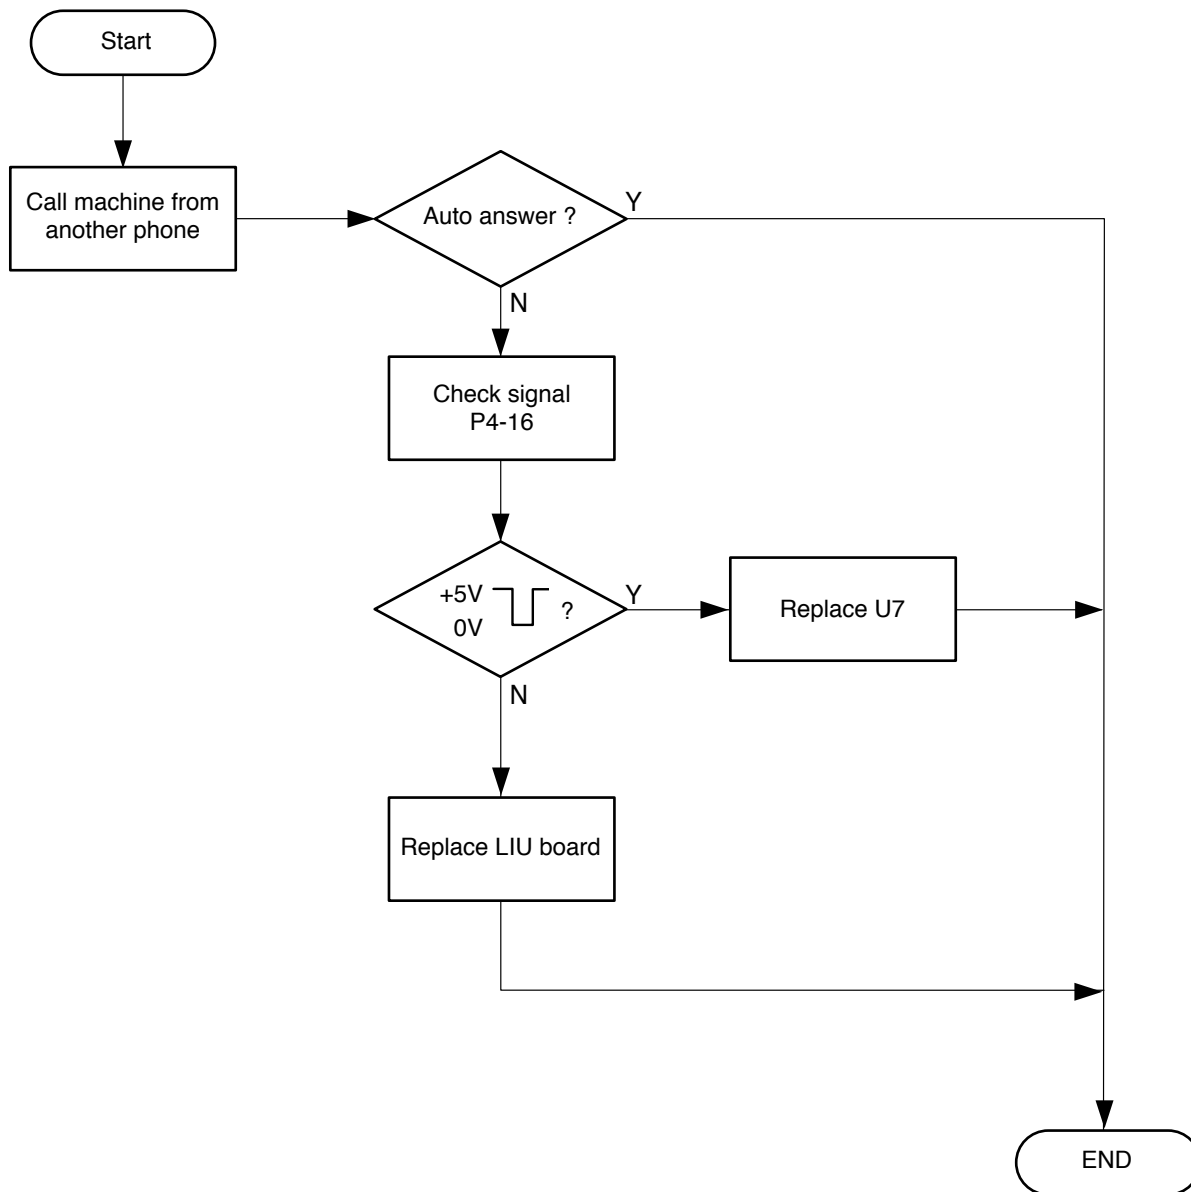 Start
Call machine from
another phone
Auto answer ?
Y
N
Check signal
P4-16
+5V
0V
?
Y
N
Replace U7
Replace LIU board
END